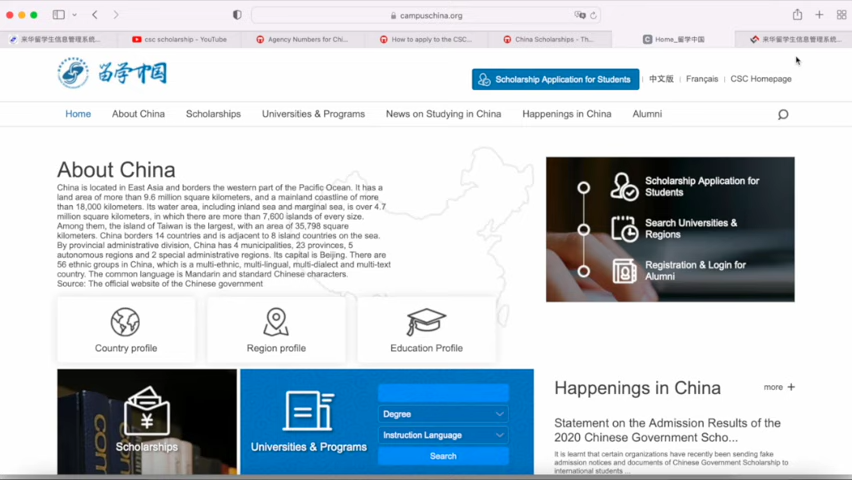 campuschina.org
来华留学生信息管理系统...
csc scholarship – YouTube
Agency Numbers for Chi...
How to apply to the CSC...
China Scholarships - Th...
Home_留学中国
来华留学生信息管理系统...
留学中国
Scholarship Application for Students
中文版
Français
CSC Homepage
Home
About China
Scholarships
Universities & Programs
News on Studying in China
Happenings in China
Alumni
About China
China is located in East Asia and borders the western part of the Pacific Ocean. It has a
land area of more than 9.6 million square kilometers, and a mainland coastline of more
than 18,000 kilometers. Its water area, including inland sea and marginal sea, is over 4.7
million square kilometers, in which there are more than 7,600 islands of every size.
Among them, the island of Taiwan is the largest, with an area of 35,798 square
kilometers. China borders 14 countries and is adjacent to 8 island countries on the sea.
By provincial administrative division, China has 4 municipalities, 23 provinces, 5
autonomous regions and 2 special administrative regions. Its capital is Beijing. There are
56 ethnic groups in China, which is a multi-ethnic, multi-lingual, multi-dialect and multi-text
country. The common language is Mandarin and standard Chinese characters.
Source: The official website of the Chinese government
Scholarship Application for
Students
Search Universities &
Regions
Registration & Login for
Alumni
Country profile
Region profile
Education Profile
Scholarships
Universities & Programs
Degree
Instruction Language
Search
Happenings in China
more +
Statement on the Admission Results of the
2020 Chinese Government Scho...
It is learnt that certain organizations have recently been sending fake
admission notices and documents of Chinese Government Scholarship to
international students ...